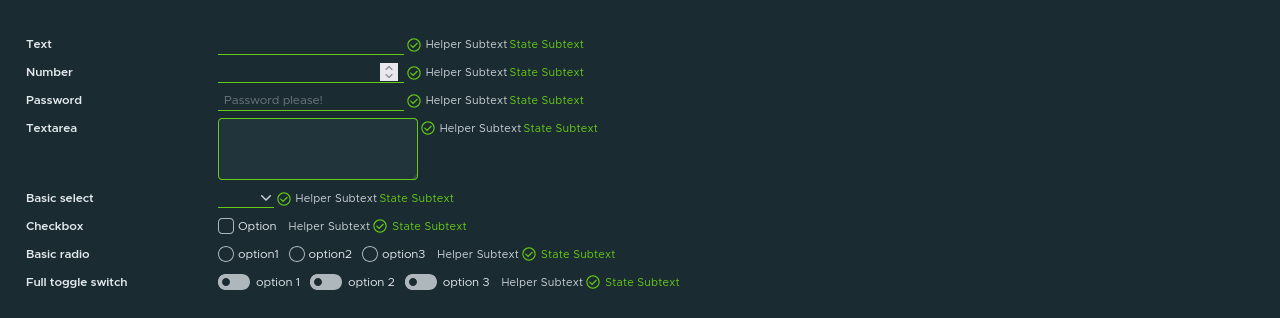 Text Helper Subtext State Subtext
Number Helper Subtext State Subtext
Password Password please! Helper Subtext State Subtext
Textarea Helper Subtext State Subtext
Basic select Helper Subtext State Subtext
Checkbox Option Helper Subtext State Subtext
Basic radio option1 option2 option3 Helper Subtext State Subtext
Full toggle switch option 1 option 2 option 3 Helper Subtext State Subtext